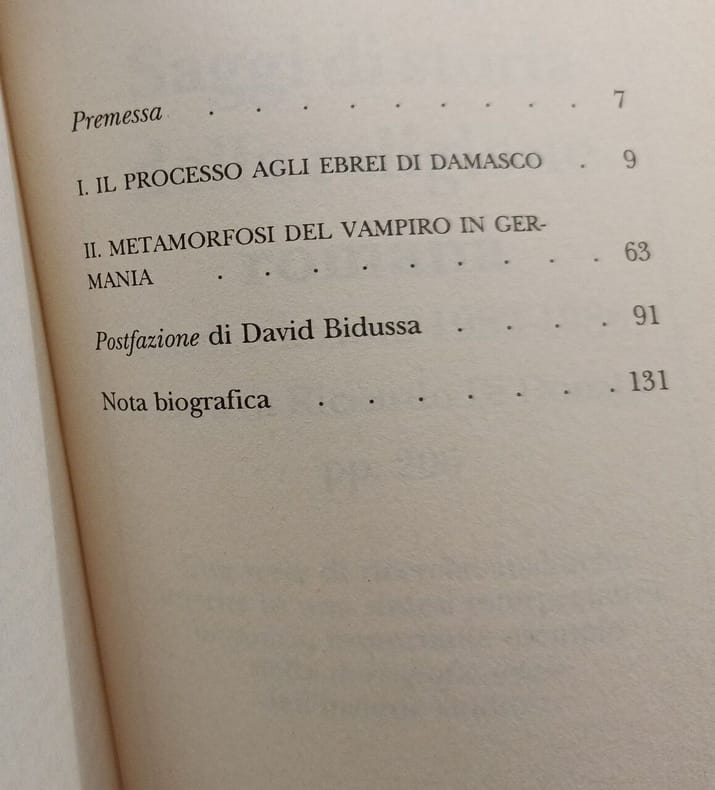 Premessa . . . . . . . . . 7
I. IL PROCESSO AGLI EBREI DI DAMASCO . 9
II. METAMORFOSI DEL VAMPIRO IN GER-
MANIA . . . . . . . . . 63
Postfazione di David Bidussa . . . . 91
Nota biografica . . . . . . . 131